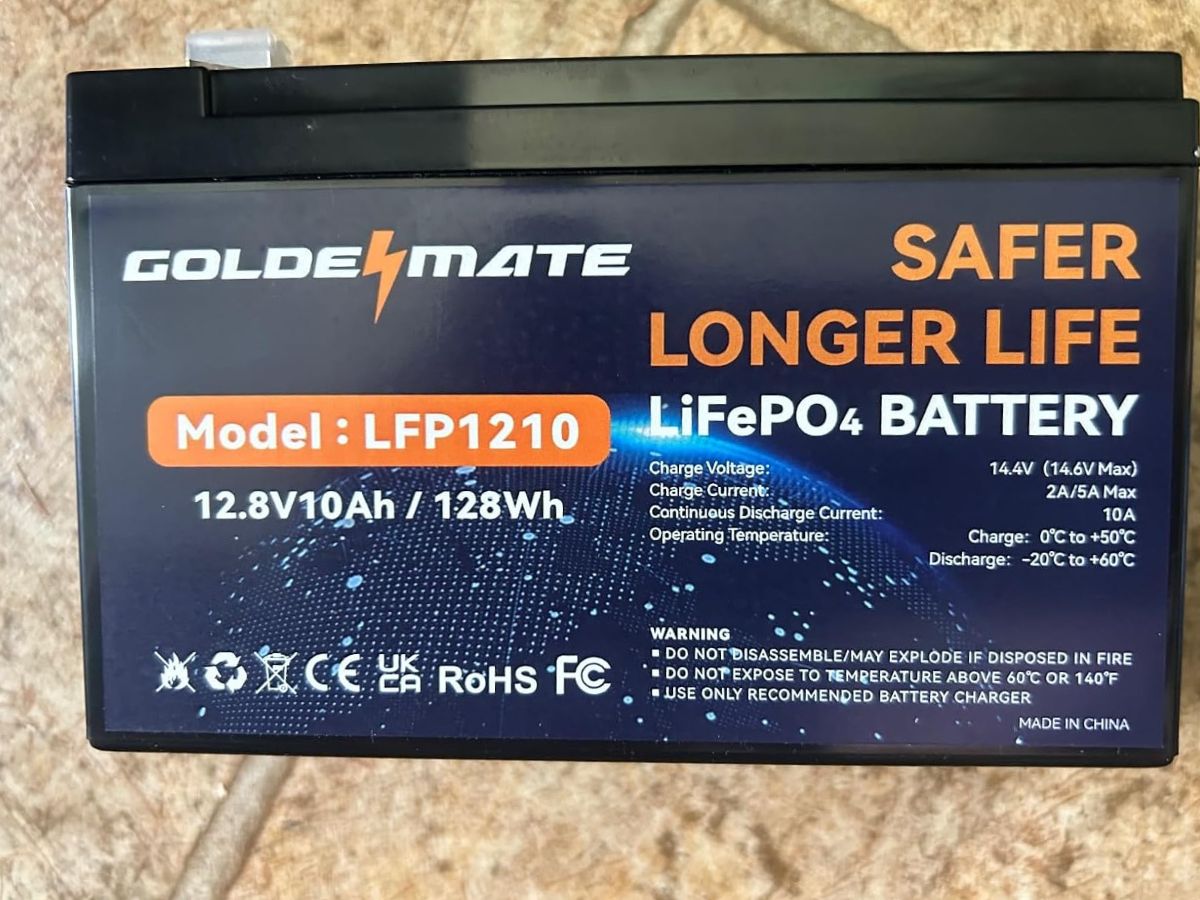 GOLDENMATE
SAFER
LONGER LIFE
LiFePO₄ BATTERY
Model : LFP1210
12.8V10Ah / 128Wh
Charge Voltage: 14.4V (14.6V Max)
Charge Current: 2A/5A Max
Continuous Discharge Current: 10A
Operating Temperature: Charge: 0℃ to +50℃
Discharge: −20℃ to +60℃
CE UKCA RoHS FC
WARNING
▪ DO NOT DISASSEMBLE/MAY EXPLODE IF DISPOSED IN FIRE
▪ DO NOT EXPOSE TO TEMPERATURE ABOVE 60℃ OR 140℉
▪ USE ONLY RECOMMENDED BATTERY CHARGER
MADE IN CHINA